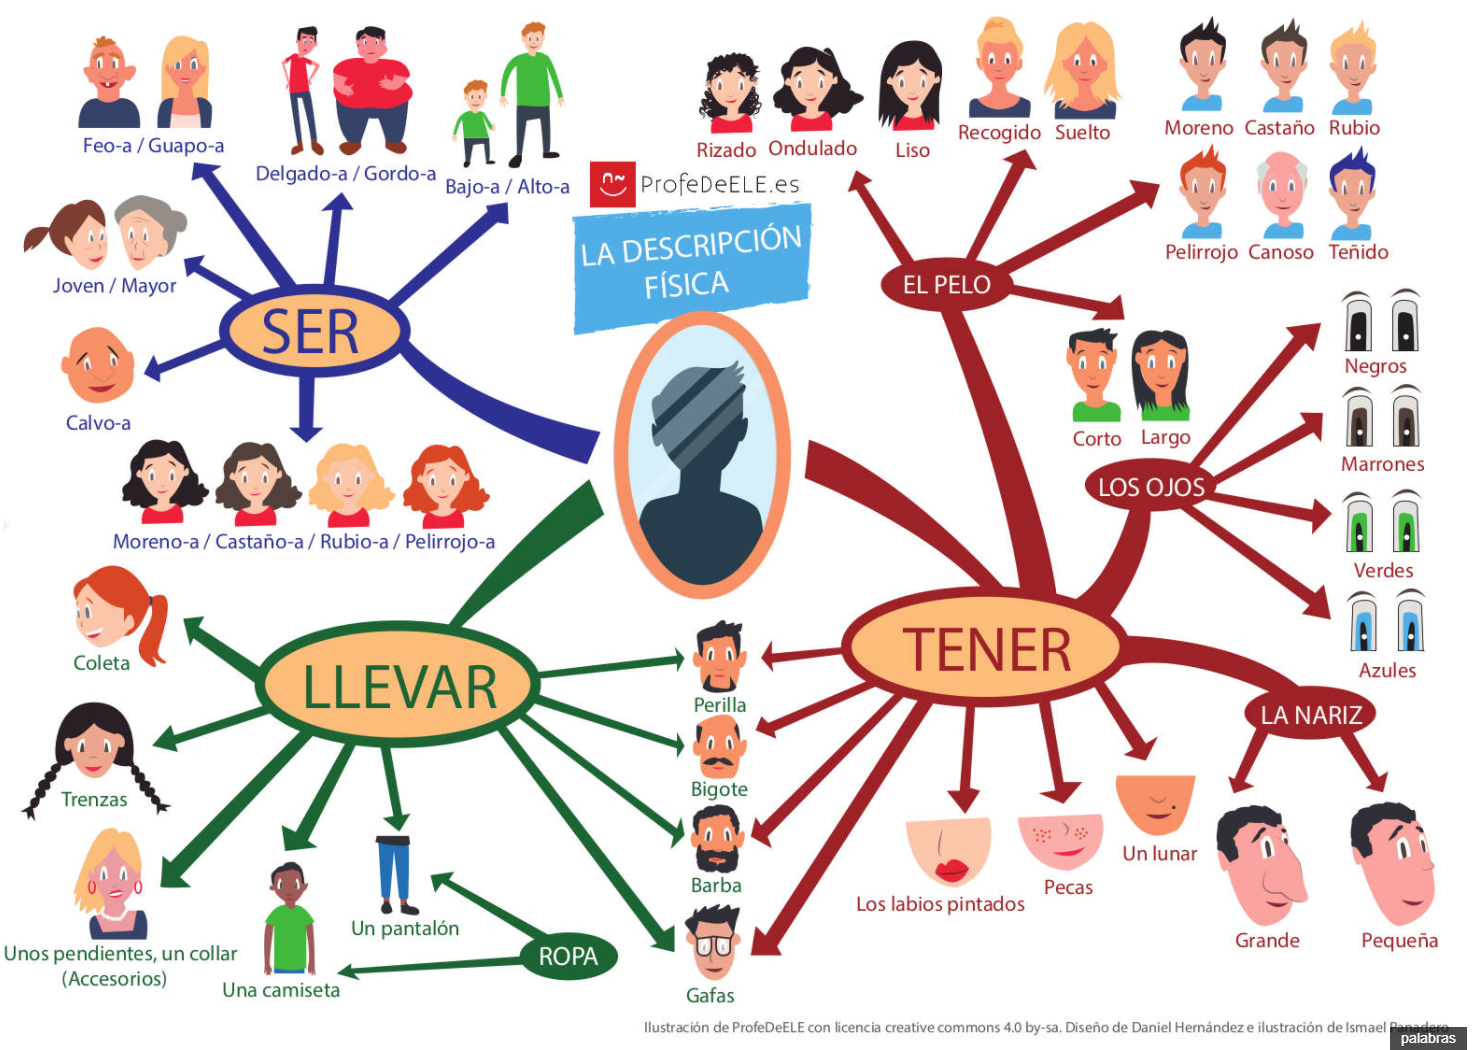 Feo-a / Guapo-a
Delgado-a / Gordo-a
Bajo-a / Alto-a
Joven / Mayor
SER
Calvo-a
Moreno-a / Castaño-a / Rubio-a / Pelirrojo-a
ProfeDeELE.es
LA DESCRIPCIÓN
FÍSICA
Rizado
Ondulado
Liso
Recogido
Suelto
Moreno
Castaño
Rubio
Pelirrojo
Canoso
Teñido
EL PELO
Corto
Largo
LOS OJOS
Negros
Marrones
Verdes
Azules
TENER
LA NARIZ
Grande
Pequeña
Un lunar
Pecas
Los labios pintados
LLEVAR
Coleta
Trenzas
Unos pendientes, un collar
(Accesorios)
Una camiseta
Un pantalón
ROPA
Perilla
Bigote
Barba
Gafas
Ilustración de ProfeDeELE con licencia creative commons 4.0 by-sa. Diseño de Daniel Hernández e ilustración de Ismael Panadero
palabras